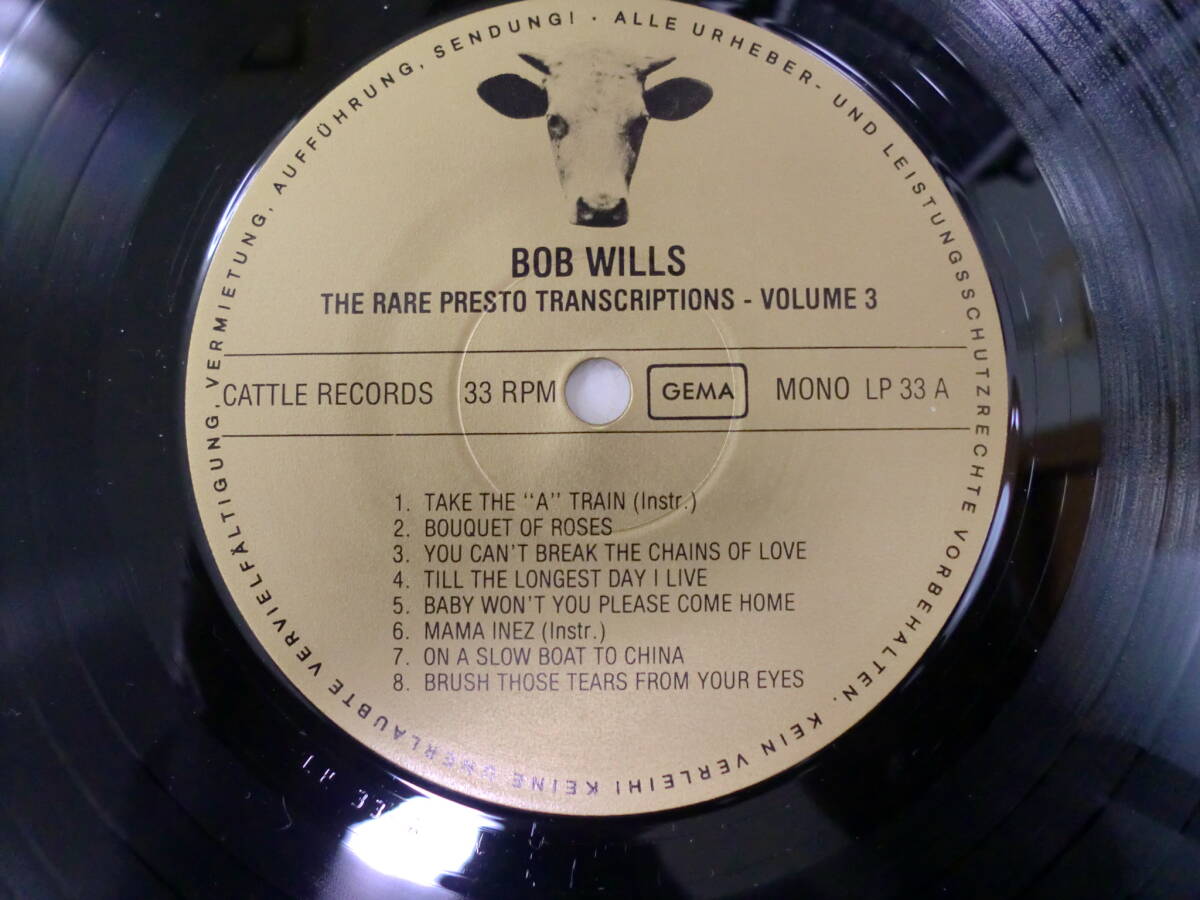 BOB WILLS
THE RARE PRESTO TRANSCRIPTIONS - VOLUME 3
CATTLE RECORDS 33 RPM GEMA MONO LP 33 A
1. TAKE THE "A" TRAIN (Instr.)
2. BOUQUET OF ROSES
3. YOU CAN'T BREAK THE CHAINS OF LOVE
4. TILL THE LONGEST DAY I LIVE
5. BABY WON'T YOU PLEASE COME HOME
6. MAMA INEZ (Instr.)
7. ON A SLOW BOAT TO CHINA
8. BRUSH THOSE TEARS FROM YOUR EYES
ALLE URHEBER- UND LEISTUNGSSCHUTZRECHTE VORBEHALTEN. KEIN VERLEIH! KEINE UNERLAUBTE VERVIELFÄLTIGUNG, VERMIETUNG, AUFFÜHRUNG, SENDUNG! ·